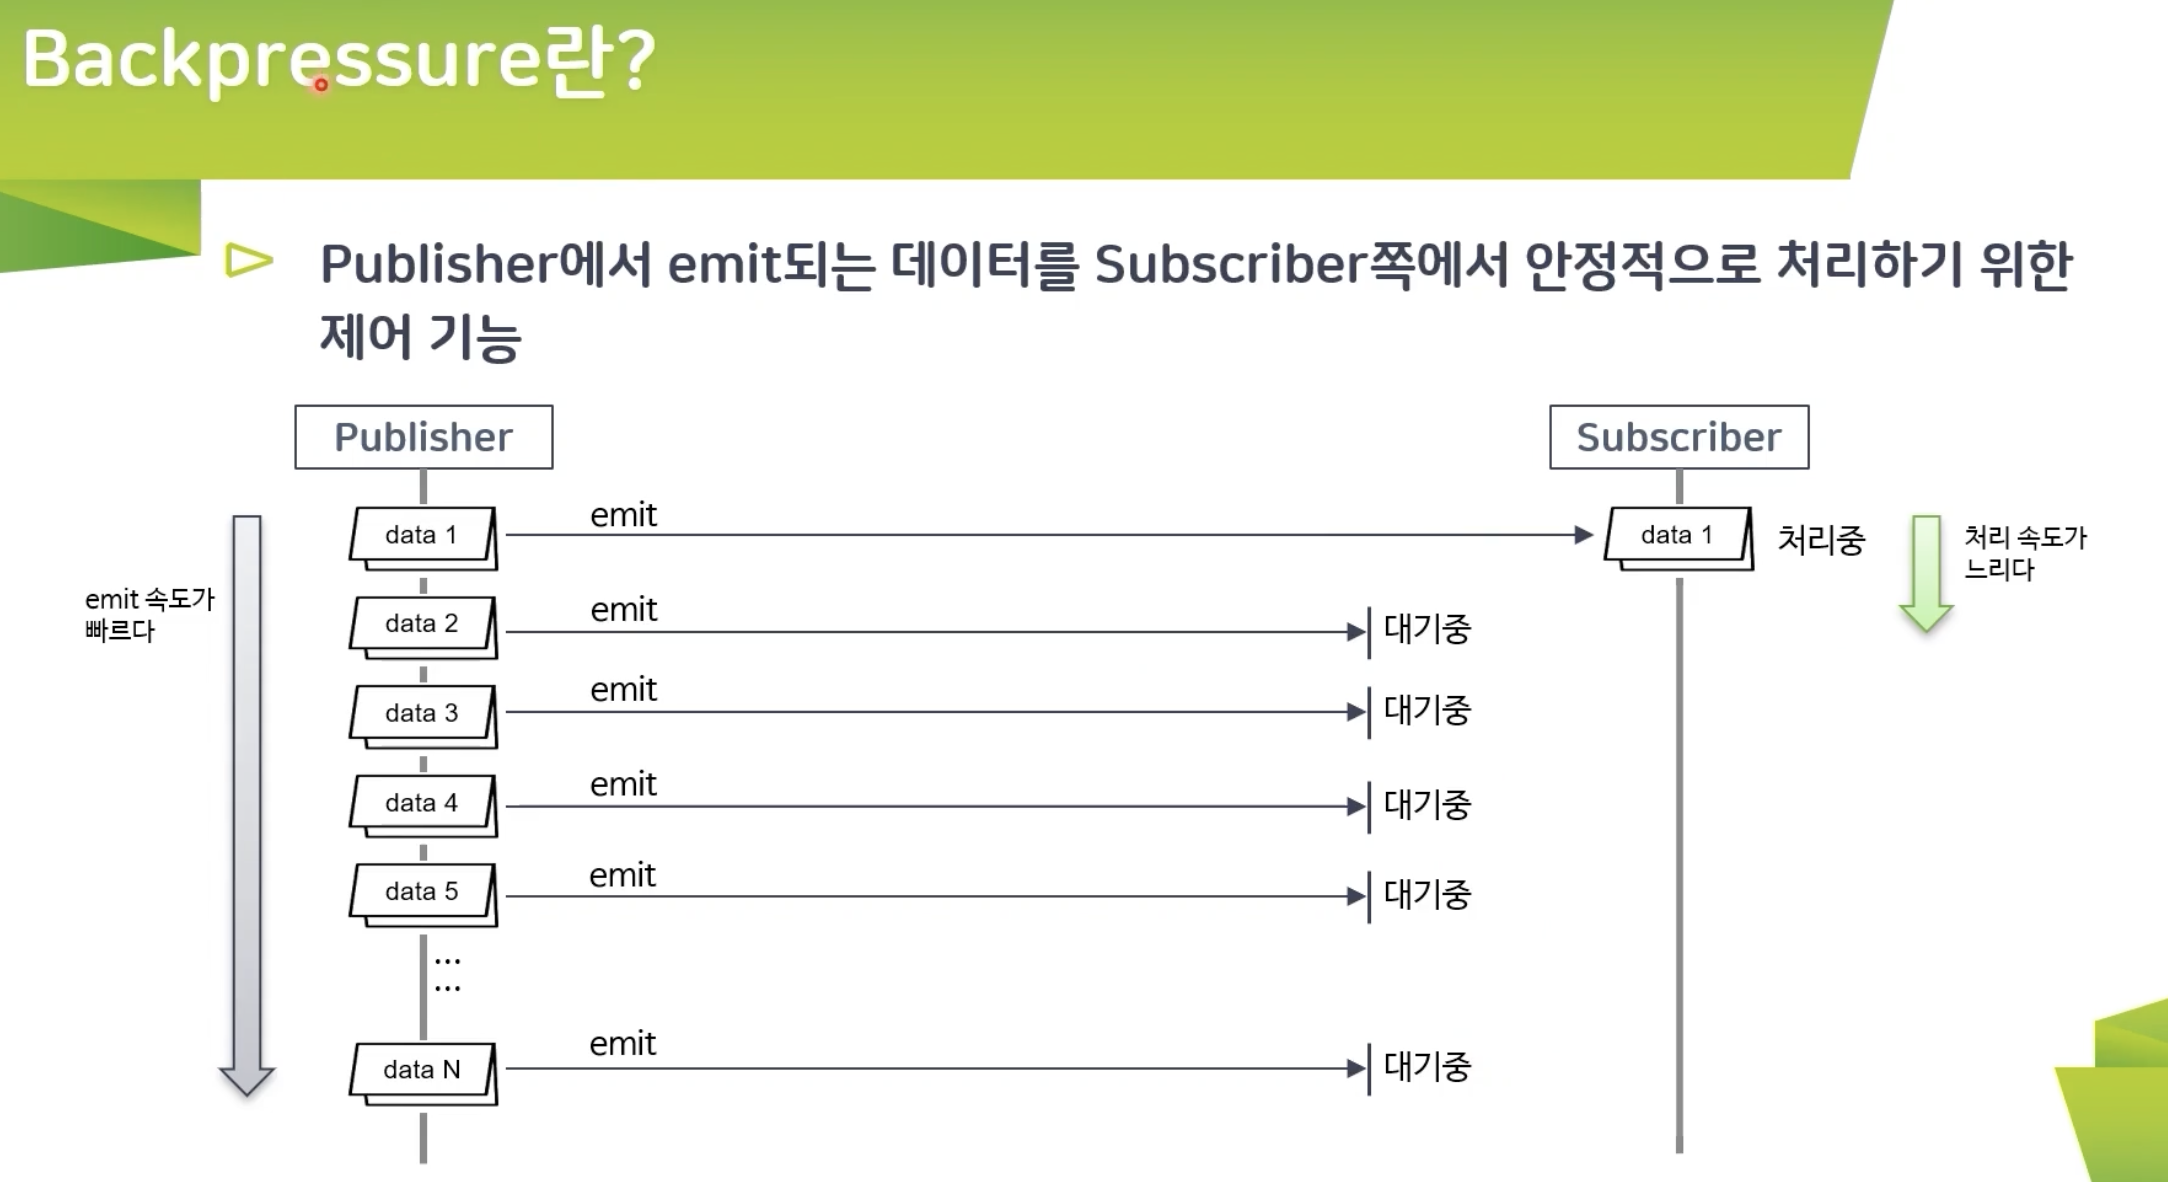 Backpressure란?
Publisher에서 emit되는 데이터를 Subscriber쪽에서 안정적으로 처리하기 위한
제어 기능
Publisher
Subscriber
data 1
emit
data 1
처리중
처리 속도가
느리다
emit 속도가
빠르다
data 2
emit
대기중
data 3
emit
대기중
data 4
emit
대기중
data 5
emit
대기중
...
...
data N
emit
대기중